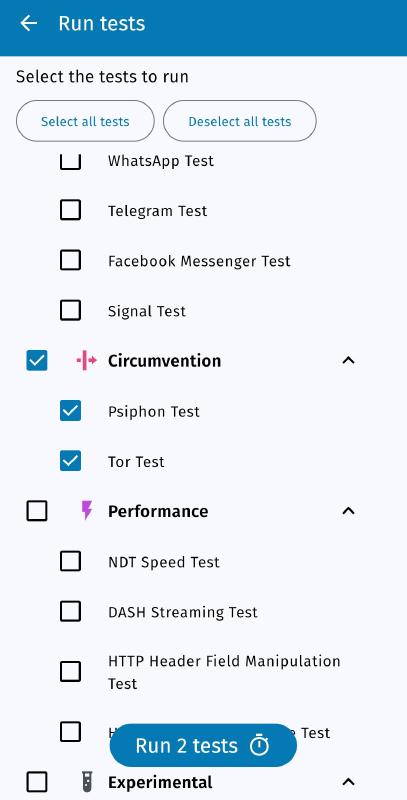 Run tests
Select the tests to run
Select all tests
Deselect all tests
WhatsApp Test
Telegram Test
Facebook Messenger Test
Signal Test
Circumvention
Psiphon Test
Tor Test
Performance
NDT Speed Test
DASH Streaming Test
HTTP Header Field Manipulation
Test
Test
Run 2 tests
Experimental